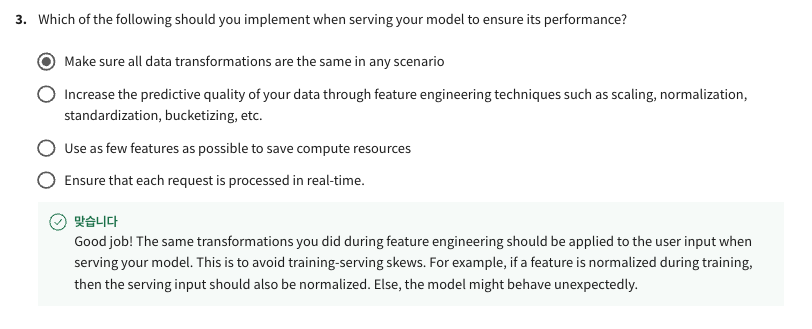 3. Which of the following should you implement when serving your model to ensure its performance?
Make sure all data transformations are the same in any scenario
Increase the predictive quality of your data through feature engineering techniques such as scaling, normalization,
standardization, bucketizing, etc.
Use as few features as possible to save compute resources
Ensure that each request is processed in real-time.
맞습니다
Good job! The same transformations you did during feature engineering should be applied to the user input when
serving your model. This is to avoid training-serving skews. For example, if a feature is normalized during training,
then the serving input should also be normalized. Else, the model might behave unexpectedly.